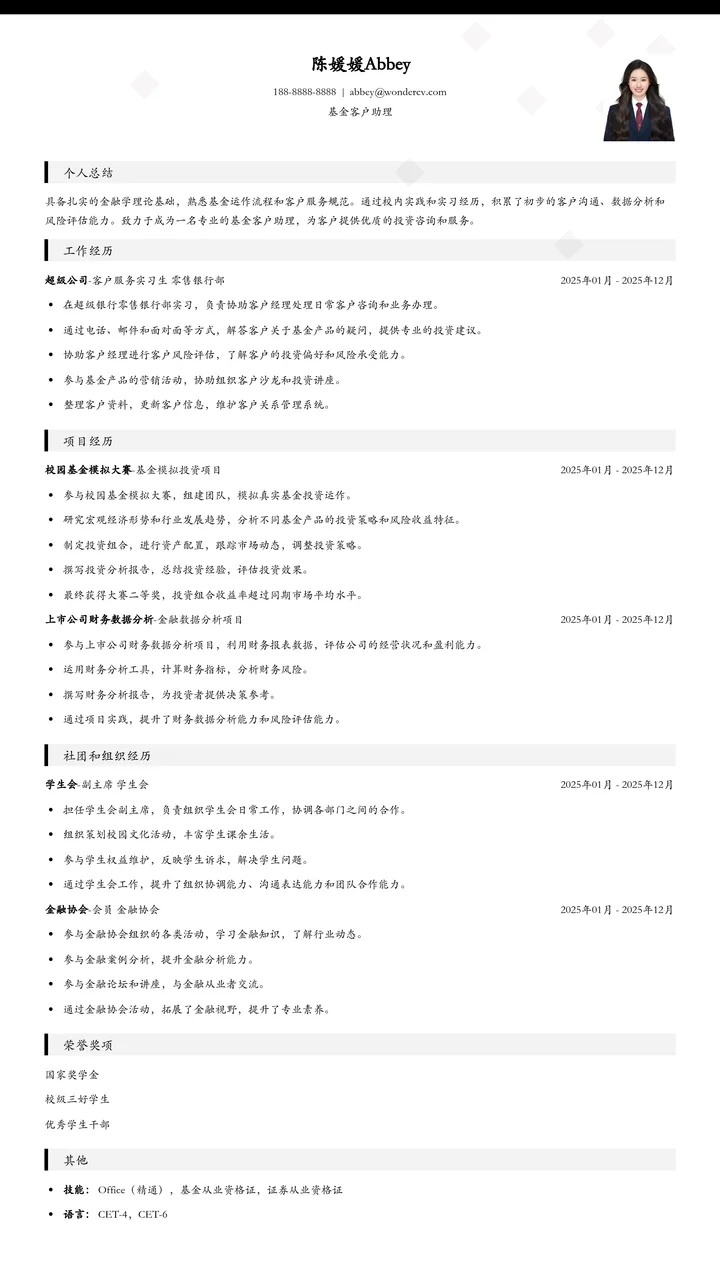 陈媛媛Abbey
188-8888-8888 | abbey@wondercv.com
基金客户助理
个人总结
具备扎实的金融学理论基础，熟悉基金运作流程和客户服务规范。通过校内实践和实习经历，积累了初步的客户沟通、数据分析和
风险评估能力。致力于成为一名专业的基金客户助理，为客户提供优质的投资咨询和服务。
工作经历
超级公司-客户服务实习生 零售银行部 2025年01月 - 2025年12月
• 在超级银行零售银行部实习，负责协助客户经理处理日常客户咨询和业务办理。
• 通过电话、邮件和面对面等方式，解答客户关于基金产品的疑问，提供专业的投资建议。
• 协助客户经理进行客户风险评估，了解客户的投资偏好和风险承受能力。
• 参与基金产品的营销活动，协助组织客户沙龙和投资讲座。
• 整理客户资料，更新客户信息，维护客户关系管理系统。
项目经历
校园基金模拟大赛-基金模拟投资项目 2025年01月 - 2025年12月
• 参与校园基金模拟大赛，组建团队，模拟真实基金投资运作。
• 研究宏观经济形势和行业发展趋势，分析不同基金产品的投资策略和风险收益特征。
• 制定投资组合，进行资产配置，跟踪市场动态，调整投资策略。
• 撰写投资分析报告，总结投资经验，评估投资效果。
• 最终获得大赛二等奖，投资组合收益率超过同期市场平均水平。
上市公司财务数据分析-金融数据分析项目 2025年01月 - 2025年12月
• 参与上市公司财务数据分析项目，利用财务报表数据，评估公司的经营状况和盈利能力。
• 运用财务分析工具，计算财务指标，分析财务风险。
• 撰写财务分析报告，为投资者提供决策参考。
• 通过项目实践，提升了财务数据分析能力和风险评估能力。
社团和组织经历
学生会-副主席 学生会 2025年01月 - 2025年12月
• 担任学生会副主席，负责组织学生会日常工作，协调各部门之间的合作。
• 组织策划校园文化活动，丰富学生课余生活。
• 参与学生权益维护，反映学生诉求，解决学生问题。
• 通过学生会工作，提升了组织协调能力、沟通表达能力和团队合作能力。
金融协会-会员 金融协会 2025年01月 - 2025年12月
• 参与金融协会组织的各类活动，学习金融知识，了解行业动态。
• 参与金融案例分析，提升金融分析能力。
• 参与金融论坛和讲座，与金融从业者交流。
• 通过金融协会活动，拓展了金融视野，提升了专业素养。
荣誉奖项
国家奖学金
校级三好学生
优秀学生干部
其他
• 技能： Office（精通），基金从业资格证，证券从业资格证
• 语言： CET-4，CET-6